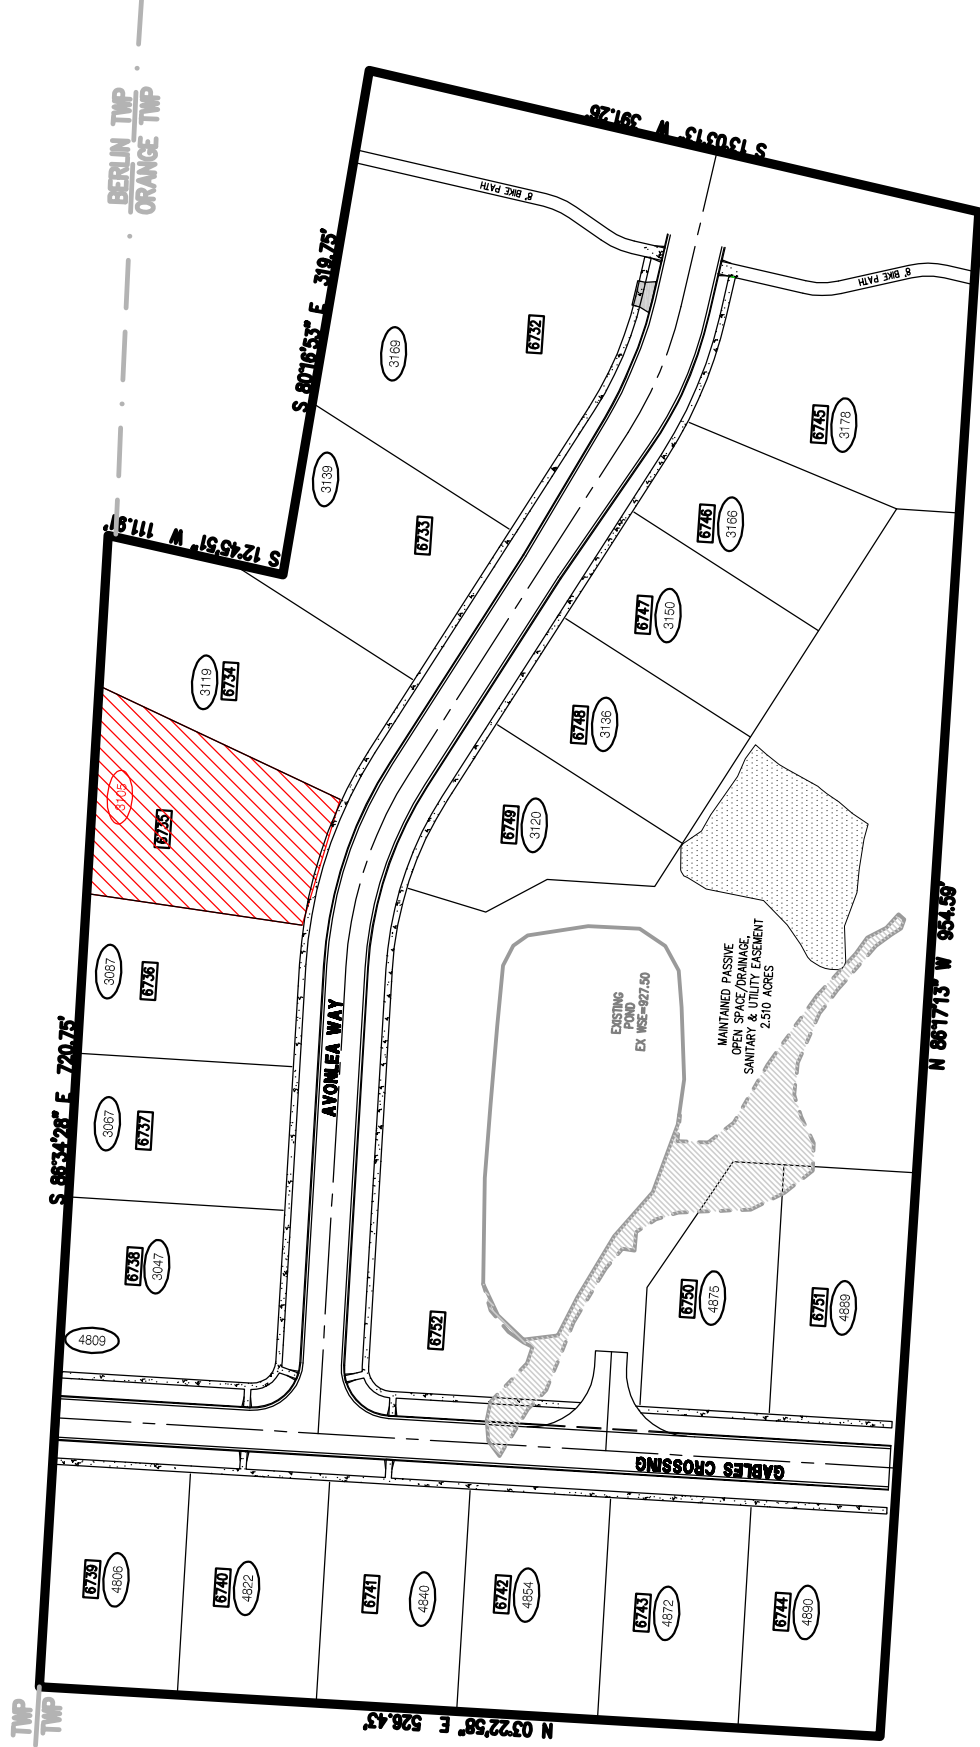 BERLIN TWP
ORANGE TWP
S 13°03'13" W 391.26'
8' BIKE PATH
8' BIKE PATH
S 80°16'53" E 319.75'
3169
6732
3139
6733
6745
3178
S 12°45'51" W 111.91'
6746
3166
6747
3150
3119
6734
6748
3136
3105
6735
6749
3120
3087
6736
EXISTING
POND
EX WSE=927.50
MAINTAINED PASSIVE
OPEN SPACE/DRAINAGE,
SANITARY & UTILITY EASEMENT
2.510 ACRES
N 86°17'13" W 954.59'
AVONLEA WAY
S 86°34'28" E 720.75'
3067
6737
6738
3047
4809
6752
6750
4875
6751
4889
GABLES CROSSING
6739
4806
6740
4822
6741
4840
6742
4854
6743
4872
6744
4890
TWP
TWP
N 03°22'58" E 526.43'